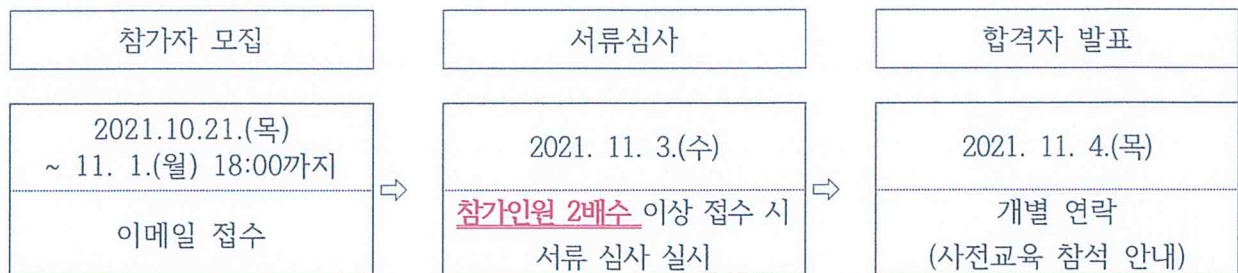 참가자 모집
서류심사
합격자 발표
2021.10.21.(목)
~ 11. 1.(월) 18:00까지
이메일 접수
⇨
2021. 11. 3.(수)
참가인원 2배수 이상 접수 시
서류 심사 실시
⇨
2021. 11. 4.(목)
개별 연락
(사전교육 참석 안내)